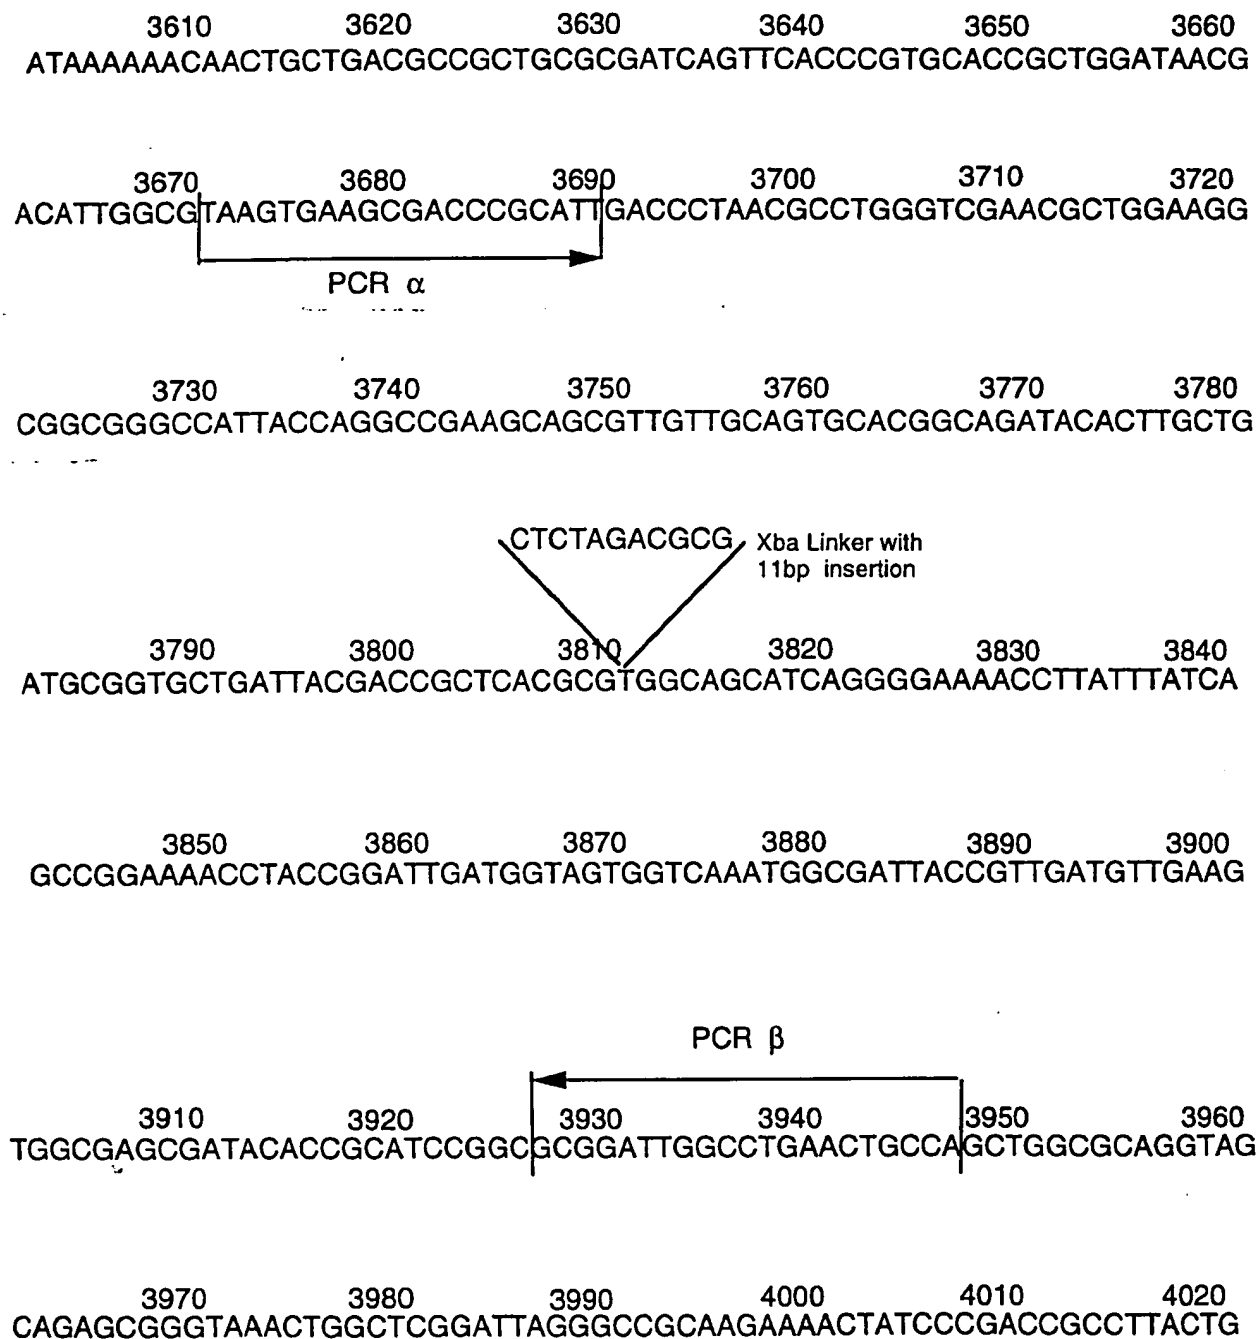 3610 3620 3630 3640 3650 3660
ATAAAAAACAACTGCTGACGCCGCTGCGCGATCAGTTCACCCGTGCACCGCTGGATAACG
3670 3680 3690 3700 3710 3720
ACATTGGCGTAAGTGAAGCGACCCGCATTGACCCTAACGCCTGGGTCGAACGCTGGAAGG
PCR α
3730 3740 3750 3760 3770 3780
CGGCGGGCCATTACCAGGCCGAAGCAGCGTTGTTGCAGTGCACGGCAGATACACTTGCTG
CTCTAGACGCG Xba Linker with
11bp insertion
3790 3800 3810 3820 3830 3840
ATGCGGTGCTGATTACGACCGCTCACGCGTGGCAGCATCAGGGGAAAACCTTATTTATCA
3850 3860 3870 3880 3890 3900
GCCGGAAAACCTACCGGATTGATGGTAGTGGTCAAATGGCGATTACCGTTGATGTTGAAG
PCR β
3910 3920 3930 3940 3950 3960
TGGCGAGCGATACACCGCATCCGGCGCGGATTGGCCTGAACTGCCAGCTGGCGCAGGTAG
3970 3980 3990 4000 4010 4020
CAGAGCGGGTAAACTGGCTCGGATTAGGGCCGCAAGAAAACTATCCCGACCGCCTTACTG